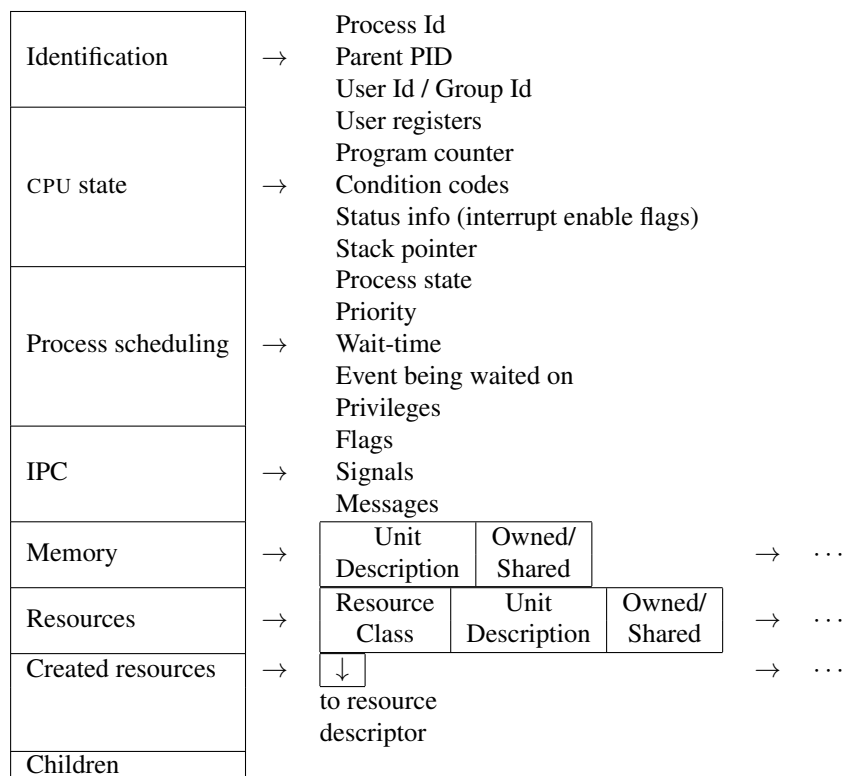 Identification → Process Id
Parent PID
User Id / Group Id
User registers
Program counter
CPU state → Condition codes
Status info (interrupt enable flags)
Stack pointer
Process state
Priority
Process scheduling → Wait-time
Event being waited on
Privileges
Flags
IPC → Signals
Messages
Memory → Unit Description Owned/ Shared → ···
Resources → Resource Class Unit Description Owned/ Shared → ···
Created resources → ↓ → ···
to resource
descriptor
Children